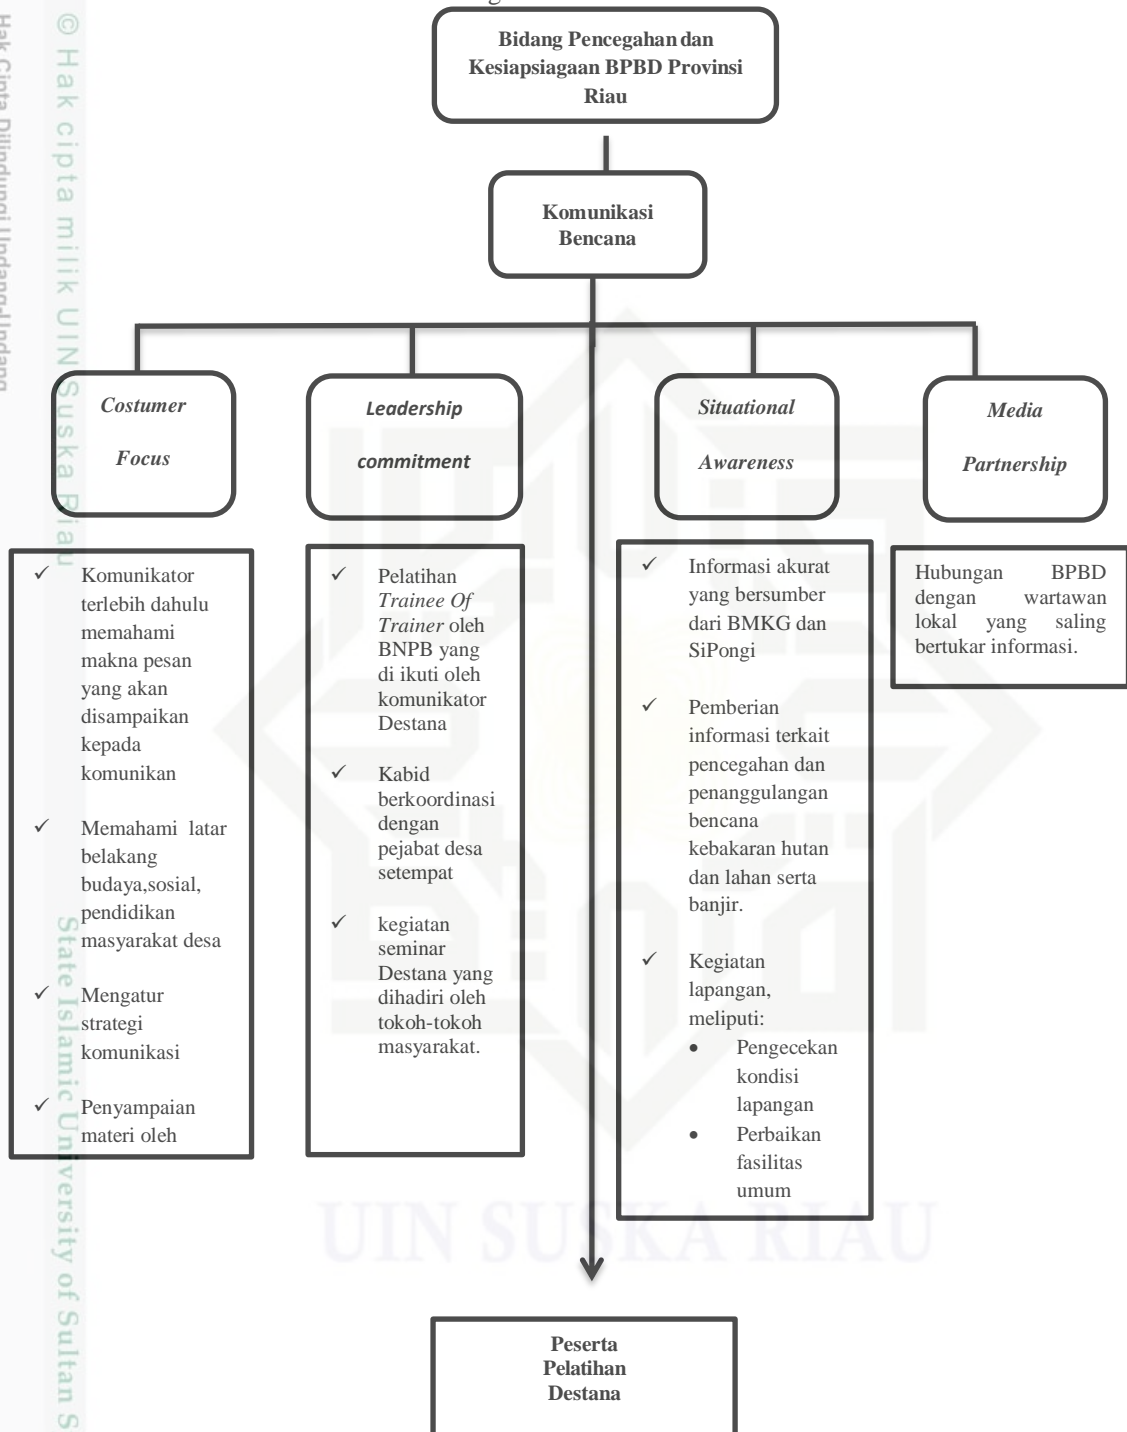 Bidang Pencegahan dan
Kesiapsiagaan BPBD Provinsi
Riau
Komunikasi
Bencana
Costumer
Focus
Leadership
commitment
Situational
Awareness
Media
Partnership
✓ Komunikator
terlebih dahulu
memahami
makna pesan
yang akan
disampaikan
kepada
komunikan
✓ Memahami latar
belakang
budaya,sosial,
pendidikan
masyarakat desa
✓ Mengatur
strategi
komunikasi
✓ Penyampaian
materi oleh
✓ Pelatihan
Trainee Of
Trainer oleh
BNPB yang
di ikuti oleh
komunikator
Destana
✓ Kabid
berkoordinasi
dengan
pejabat desa
setempat
✓ kegiatan
seminar
Destana yang
dihadiri oleh
tokoh-tokoh
masyarakat.
✓ Informasi akurat
yang bersumber
dari BMKG dan
SiPongi
✓ Pemberian
informasi terkait
pencegahan dan
penanggulangan
bencana
kebakaran hutan
dan lahan serta
banjir.
✓ Kegiatan
lapangan,
meliputi:
• Pengecekan
kondisi
lapangan
• Perbaikan
fasilitas
umum
Hubungan BPBD
dengan wartawan
lokal yang saling
bertukar informasi.
Peserta
Pelatihan
Destana
© Hak cipta milik UIN Suska Riau
State Islamic University of Sultan S
Hak Cipta Dilindungi Undang-Undang
UIN SUSKA RIAU